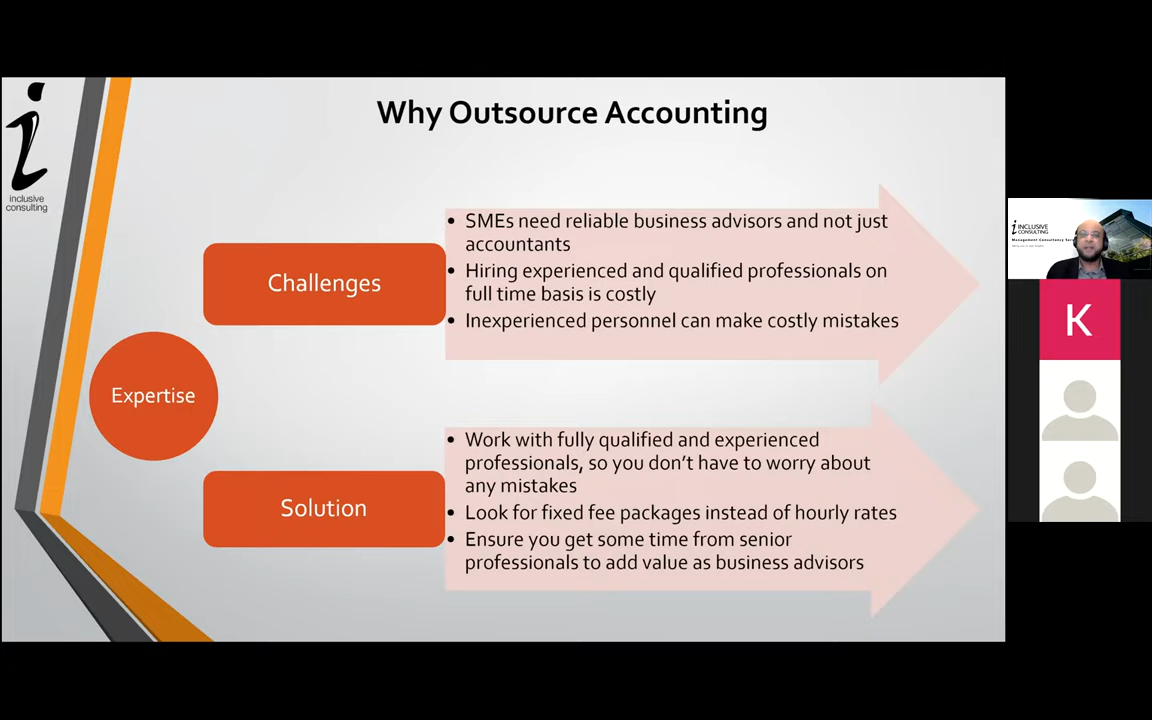 Why Outsource Accounting
i
inclusive
consulting
Expertise
Challenges
• SMEs need reliable business advisors and not just
accountants
• Hiring experienced and qualified professionals on
full time basis is costly
• Inexperienced personnel can make costly mistakes
Solution
• Work with fully qualified and experienced
professionals, so you don’t have to worry about
any mistakes
• Look for fixed fee packages instead of hourly rates
• Ensure you get some time from senior
professionals to add value as business advisors
i INCLUSIVE
CONSULTING
Management Consultancy
K